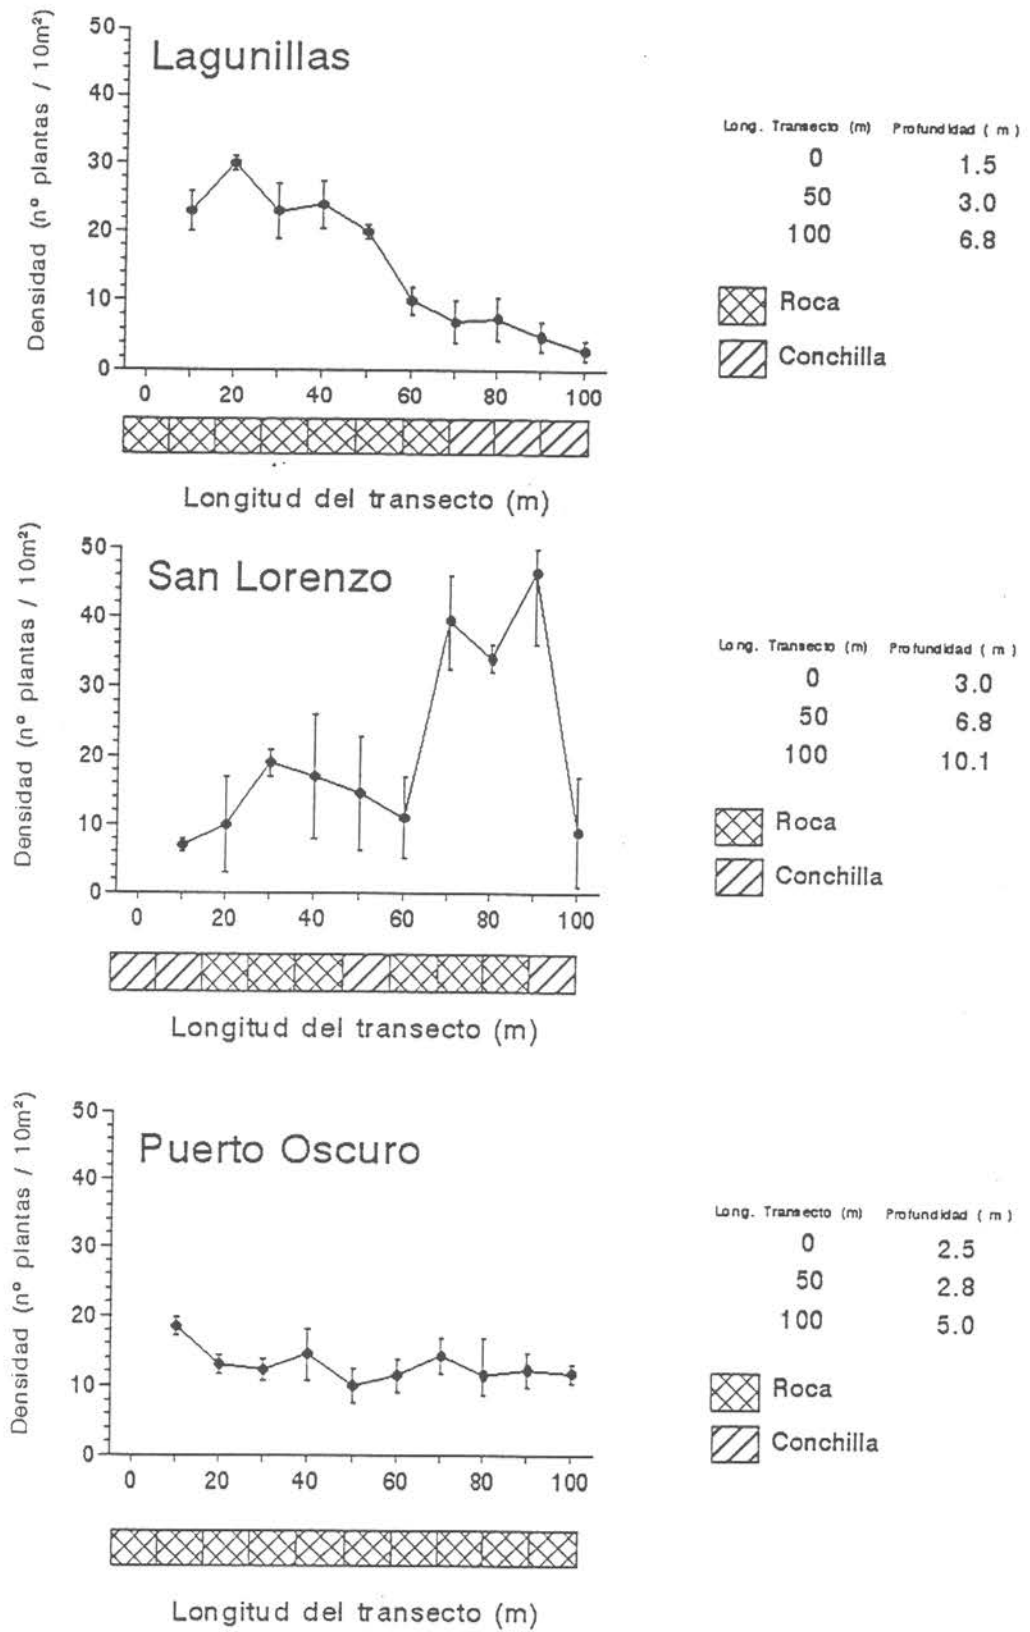 Lagunillas
Densidad (nº plantas / 10m²)
50
40
30
20
10
0
0 20 40 60 80 100
Longitud del transecto (m)
Long. Transecto (m) Profundidad ( m )
0 1.5
50 3.0
100 6.8
Roca
Conchilla
San Lorenzo
Densidad (nº plantas / 10m²)
50
40
30
20
10
0
0 20 40 60 80 100
Longitud del transecto (m)
Long. Transecto (m) Profundidad ( m )
0 3.0
50 6.8
100 10.1
Roca
Conchilla
Puerto Oscuro
Densidad (nº plantas / 10m²)
50
40
30
20
10
0
0 20 40 60 80 100
Longitud del transecto (m)
Long. Transecto (m) Profundidad ( m )
0 2.5
50 2.8
100 5.0
Roca
Conchilla